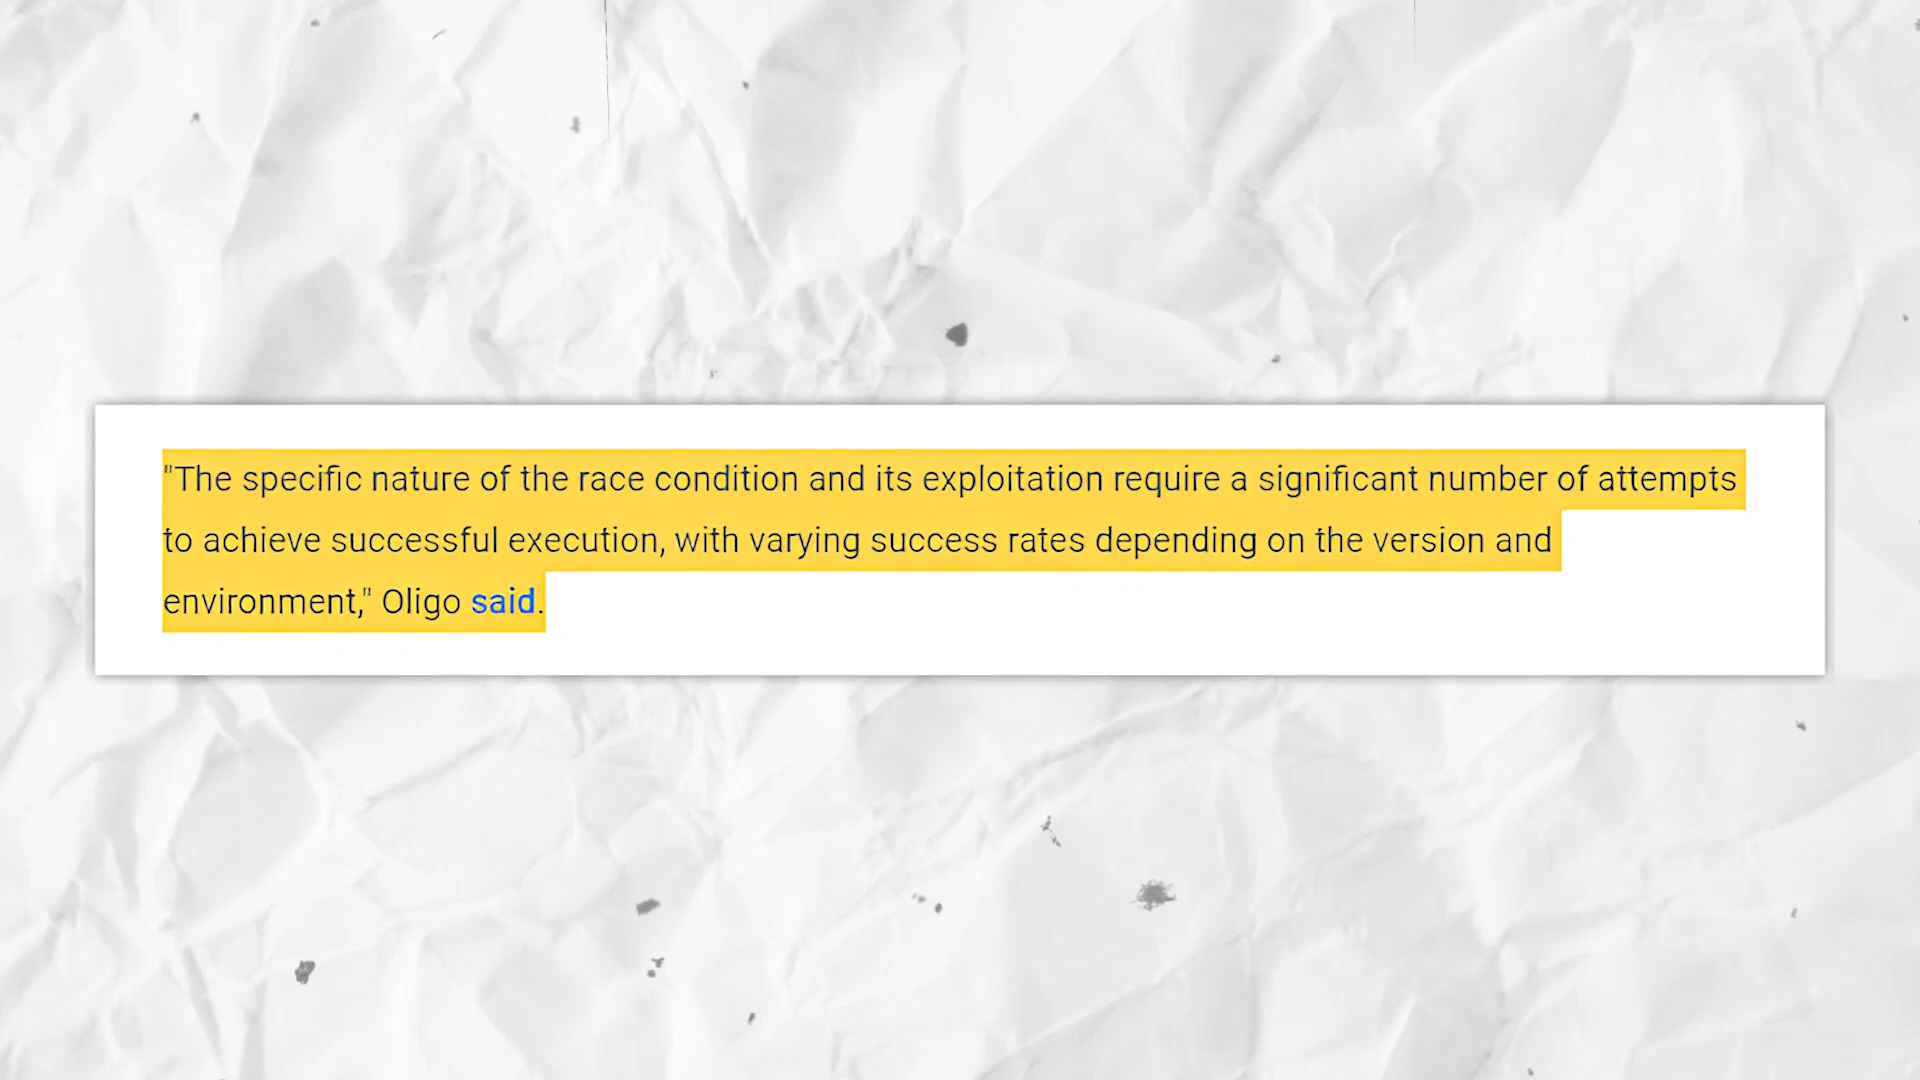 "The specific nature of the race condition and its exploitation require a significant number of attempts
to achieve successful execution, with varying success rates depending on the version and
environment," Oligo said.